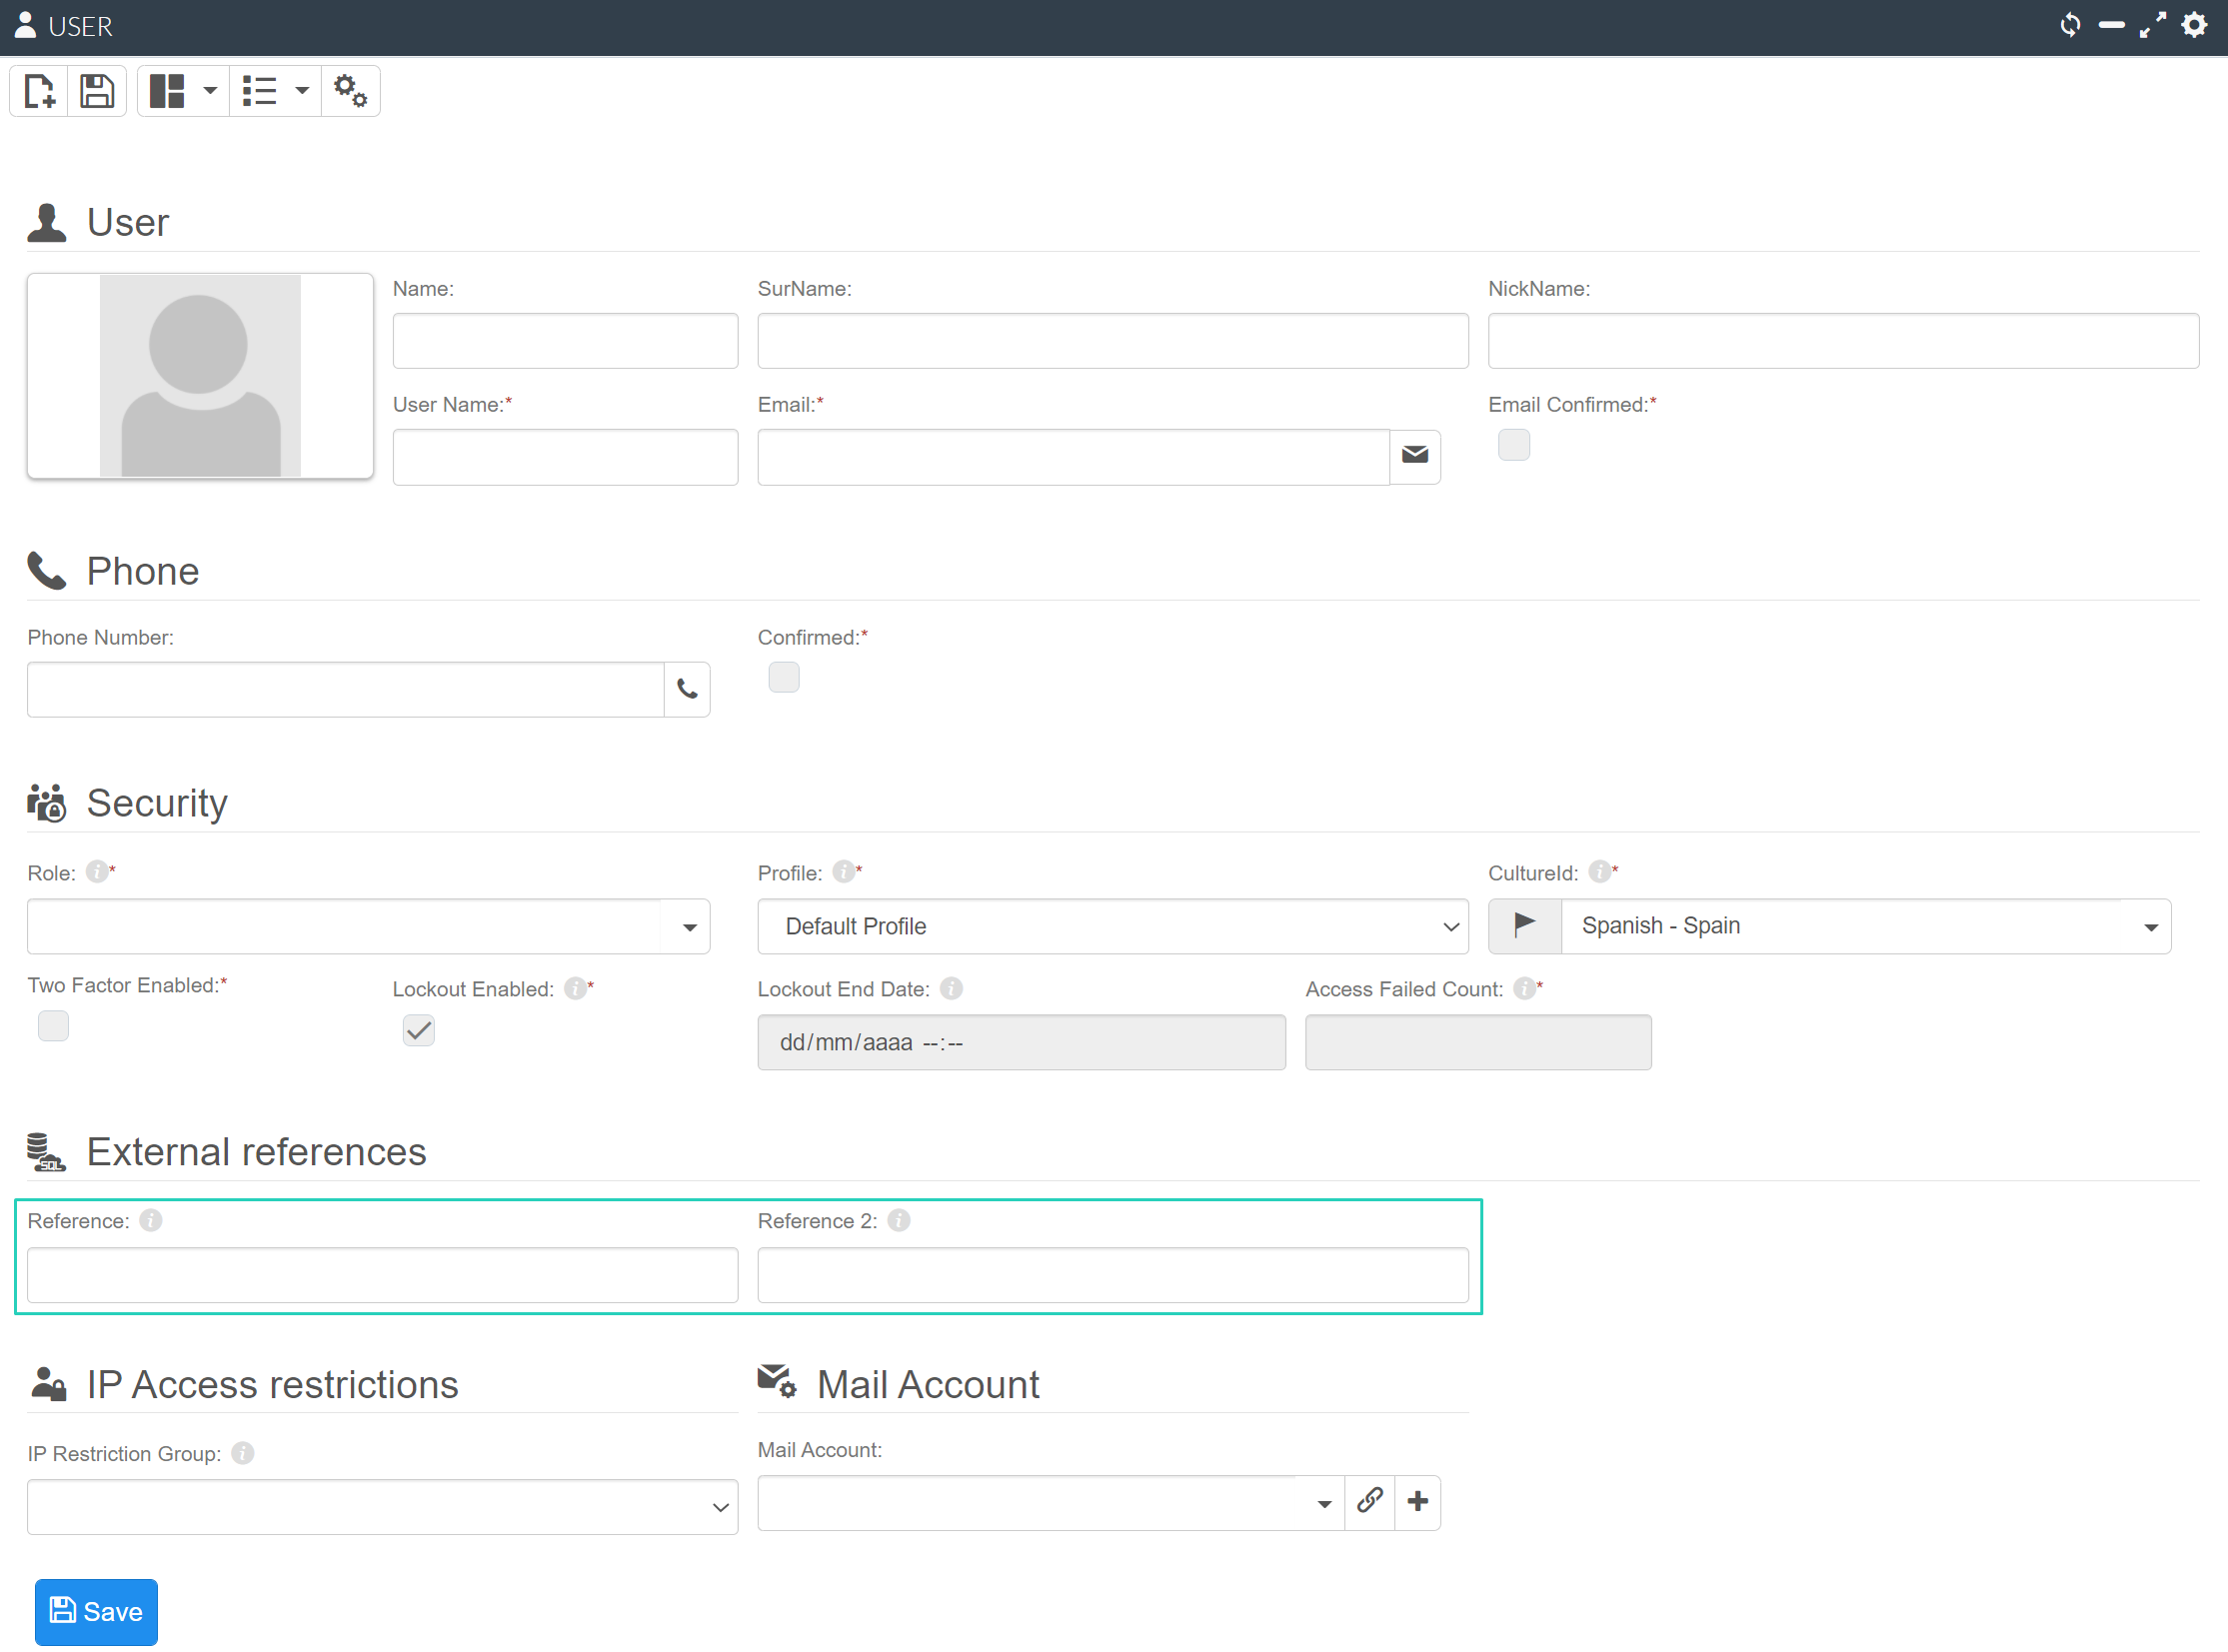 USER
User
Name:
SurName:
NickName:
User Name:*
Email:*
Email Confirmed:*
Phone
Phone Number:
Confirmed:*
Security
Role: i*
Profile: i*
CultureId: i*
Default Profile
Spanish - Spain
Two Factor Enabled:*
Lockout Enabled: i*
Lockout End Date: i
Access Failed Count: i*
dd/mm/aaaa --:--
SQL
External references
Reference: i
Reference 2: i
IP Access restrictions
Mail Account
IP Restriction Group: i
Mail Account:
Save